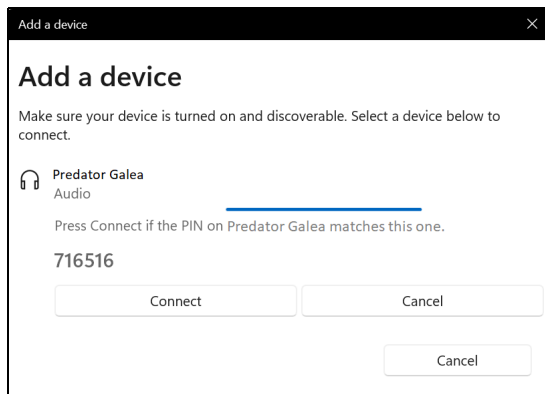 Add a device
Add a device
Make sure your device is turned on and discoverable. Select a device below to
connect.
Predator Galea
Audio
Press Connect if the PIN on Predator Galea matches this one.
716516
Connect Cancel
Cancel